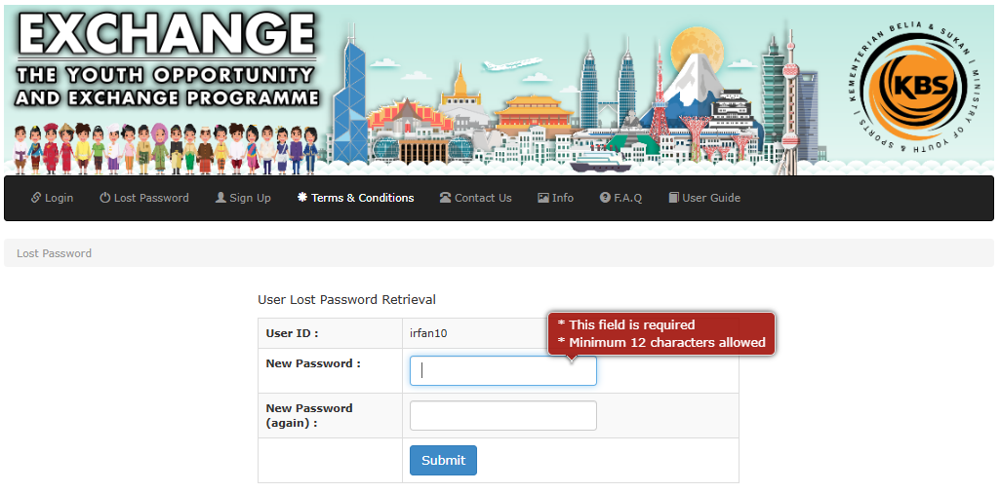 EXCHANGE
THE YOUTH OPPORTUNITY
AND EXCHANGE PROGRAMME
KEMENTERIAN BELIA & SUKAN | MINISTRY OF YOUTH & SPORTS |
KBS
Login Lost Password Sign Up Terms & Conditions Contact Us Info F.A.Q User Guide
Lost Password
User Lost Password Retrieval
* This field is required
* Minimum 12 characters allowed
User ID : irfan10
New Password :
New Password
(again) :
Submit